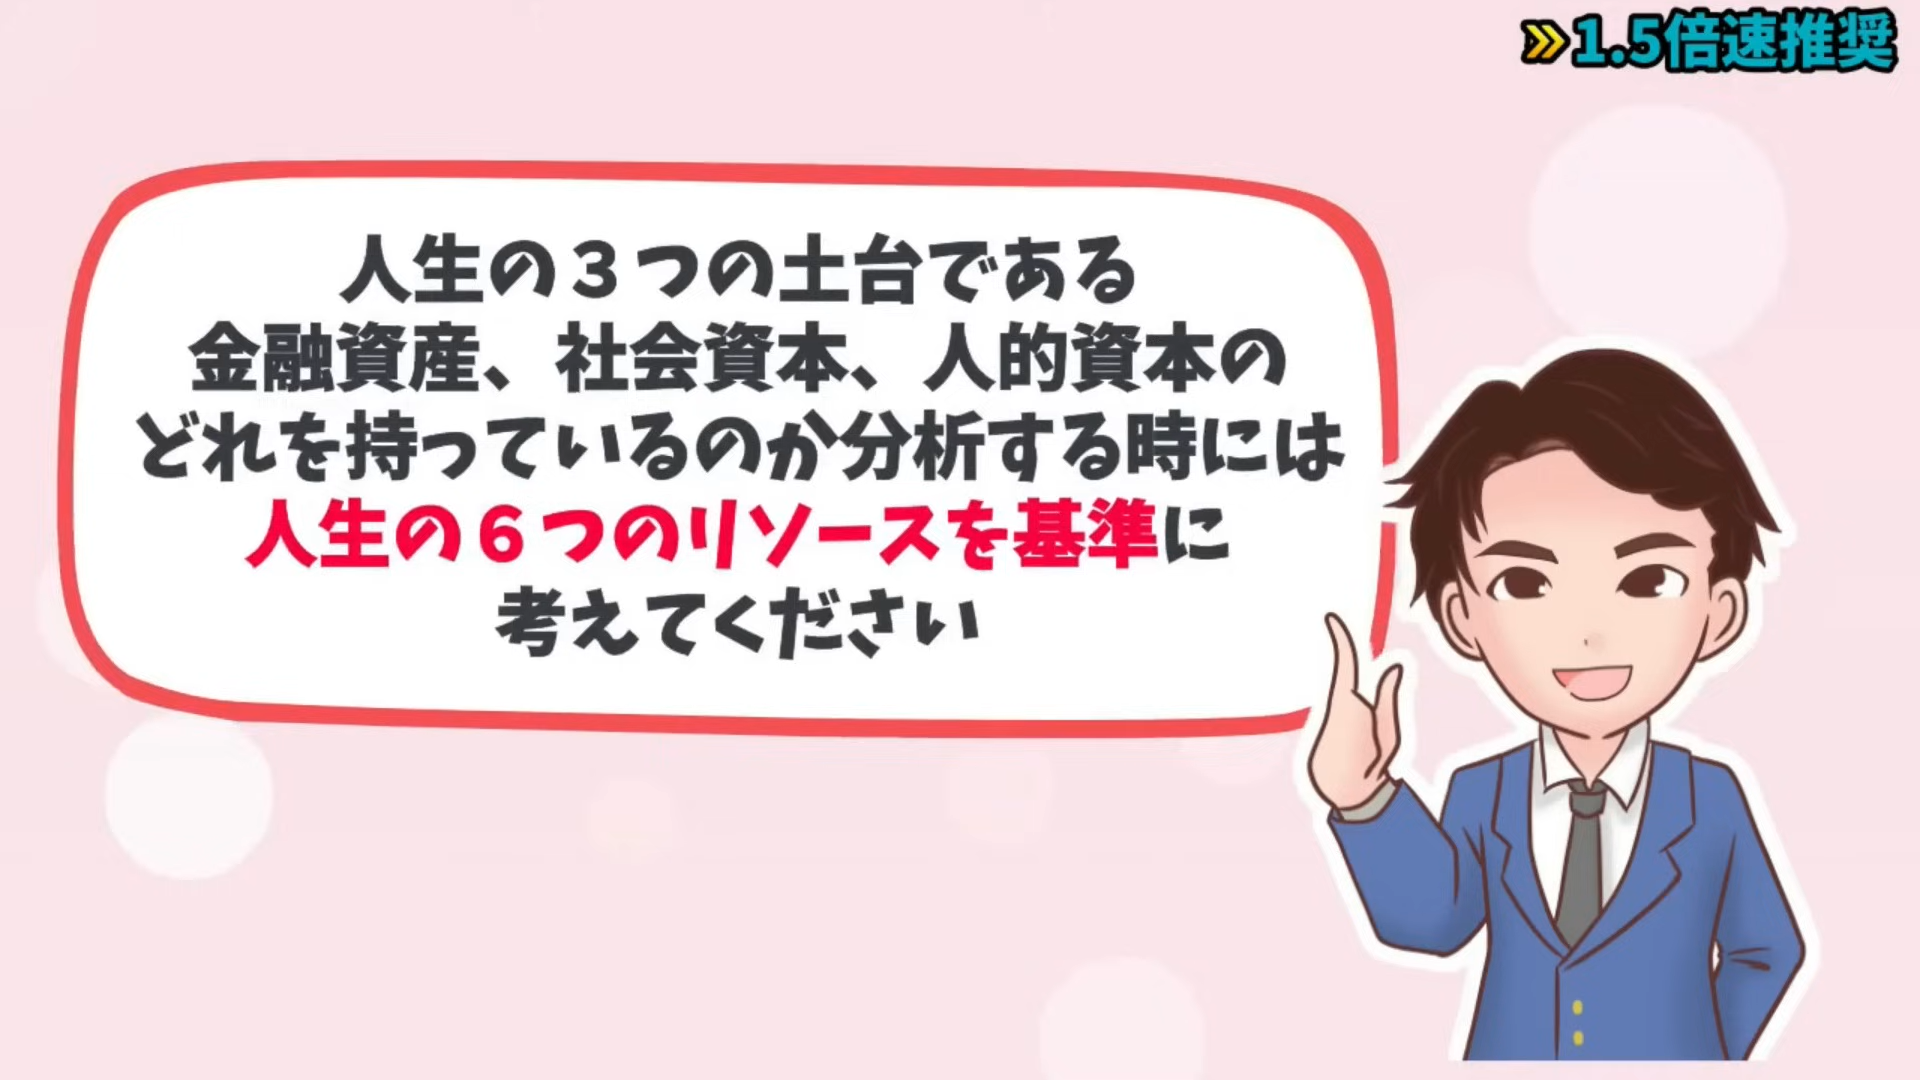 1.5倍速推奨
人生の３つの土台である
金融資産、社会資本、人的資本の
どれを持っているのか分析する時には
人生の６つのリソースを基準に
考えてください